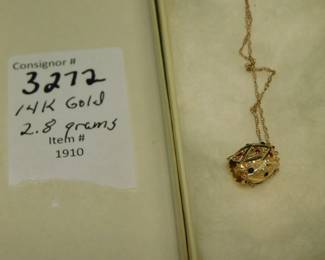 Consignor #
3272
14K Gold
2.8 grams
Item #
1910